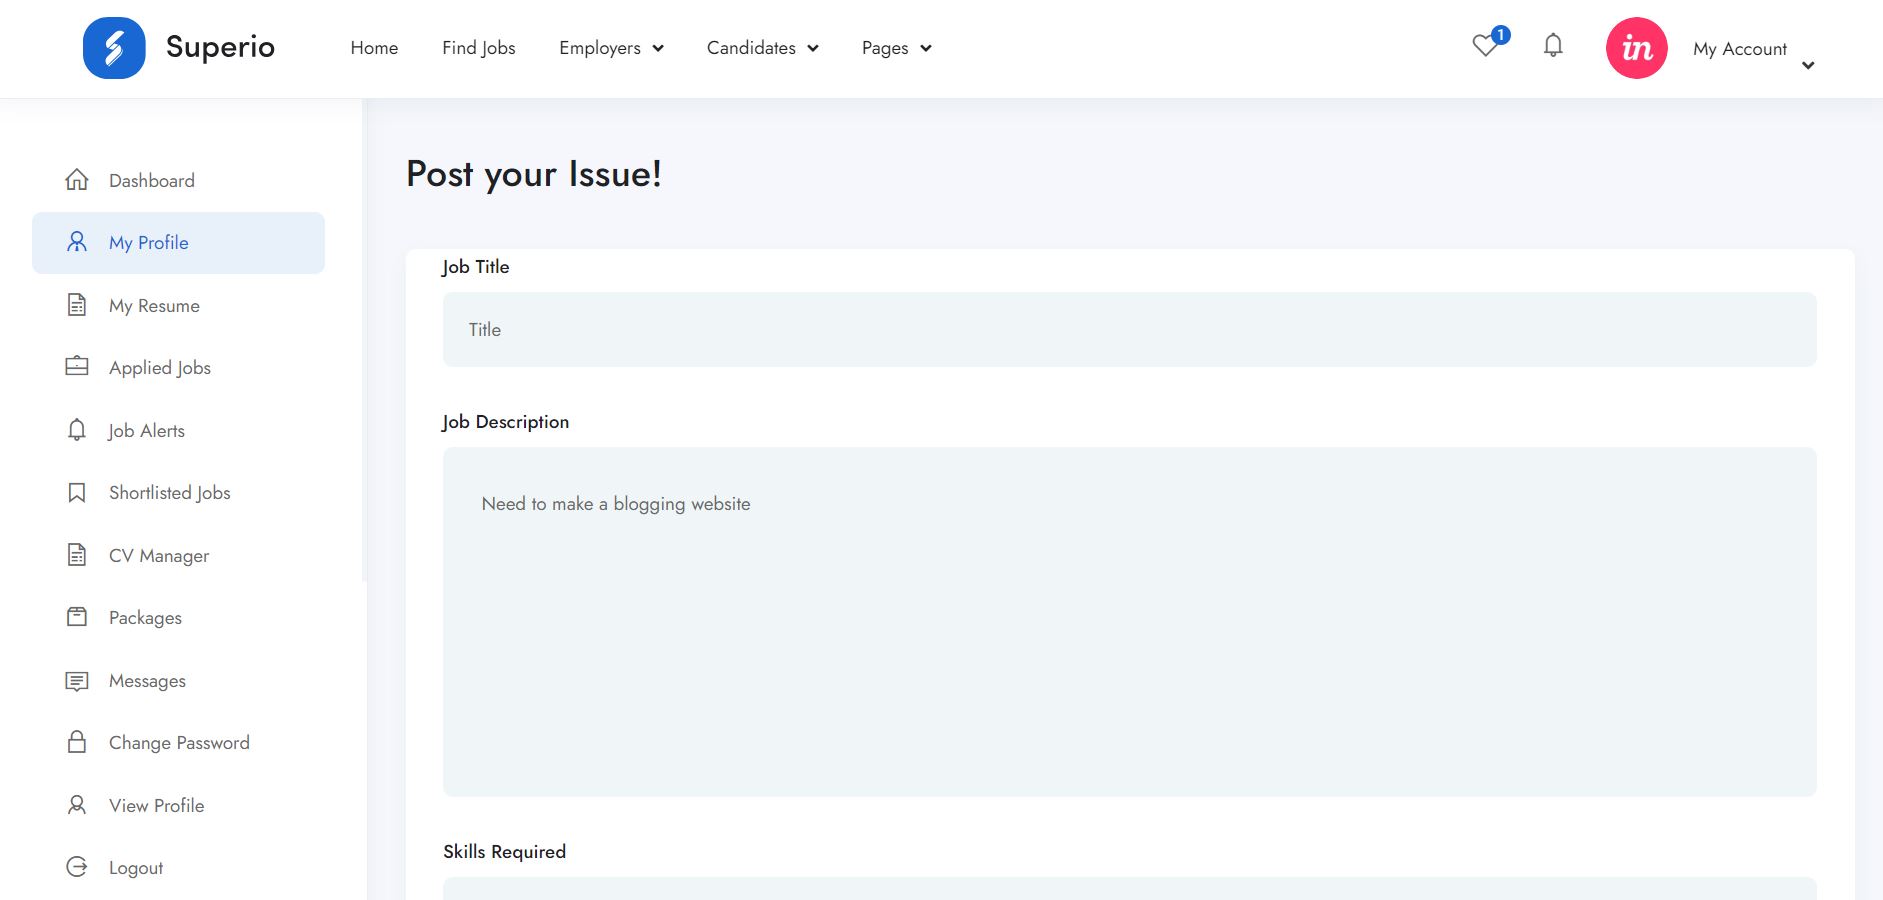 Superio
Home
Find Jobs
Employers
Candidates
Pages
1
in
My Account
Dashboard
My Profile
My Resume
Applied Jobs
Job Alerts
Shortlisted Jobs
CV Manager
Packages
Messages
Change Password
View Profile
Logout
Post your Issue!
Job Title
Title
Job Description
Need to make a blogging website
Skills Required